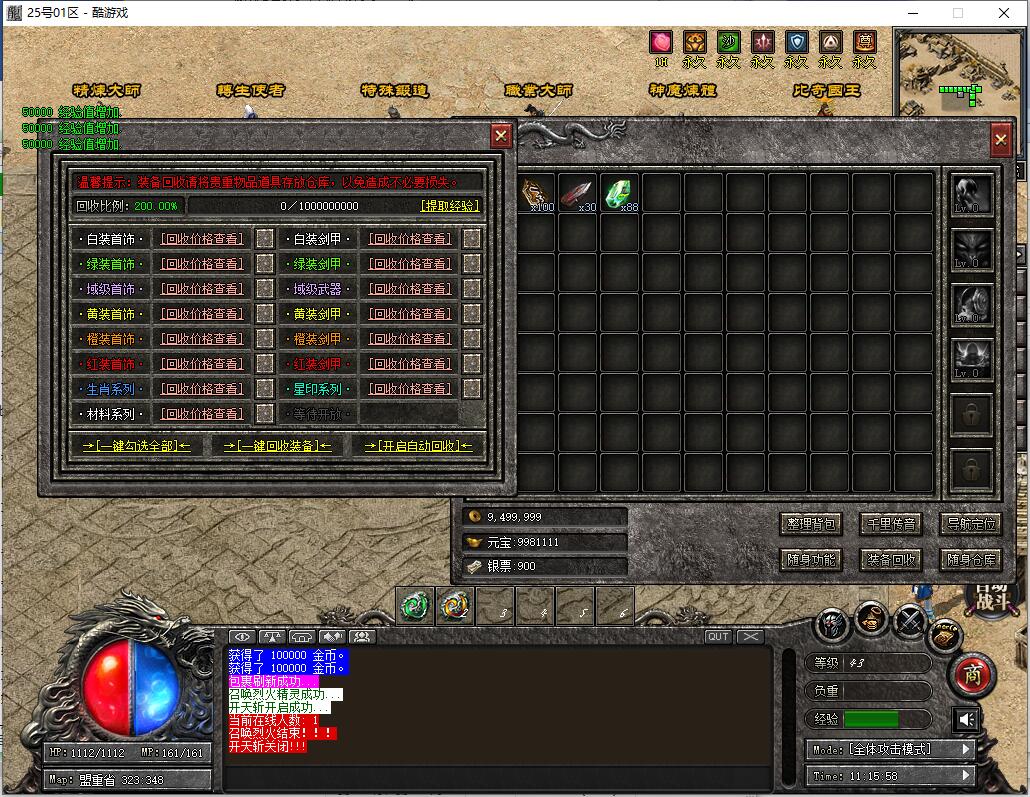 25号01区 - 酷游戏
1H 永久 永久 永久 永久 永久 永久
精煉大師 轉生使者 特殊鍛造 職業大師 神魔煉體 比奇國王
50000 经验值增加
50000 经验值增加
50000 经验值增加
温馨提示：装备回收请将贵重物品道具存放仓库，以免造成不必要损失。
回收比例：200.00% 0/1000000000 [提取经验]
·白装首饰· [回收价格查看] ·白装剑甲· [回收价格查看]
·绿装首饰· [回收价格查看] ·绿装剑甲· [回收价格查看]
·域级首饰· [回收价格查看] ·域级武器· [回收价格查看]
·黄装首饰· [回收价格查看] ·黄装剑甲· [回收价格查看]
·橙装首饰· [回收价格查看] ·橙装剑甲· [回收价格查看]
·红装首饰· [回收价格查看] ·红装剑甲· [回收价格查看]
·生肖系列· [回收价格查看] ·星印系列· [回收价格查看]
·材料系列· [回收价格查看] ·等待开放·
→[一键勾选全部]← →[一键回收装备]← →[开启自动回收]←
x100 x30 x88
Lv.0
Lv.0
Lv.0
Lv.0
9,499,999
元宝:9981111
银票:900
整理背包 千里传音 导航定位
随身功能 装备回收 随身仓库
自动
战斗
2 3 4 5 6
QUT
获得了 100000 金币。
获得了 100000 金币。
包裹刷新成功...
召唤烈火精灵成功...
开天斩开启成功...
当前在线人数: 1
召唤烈火结束！！！
开天斩关闭!!!
HP:1112/1112 MP:161/161
Map: 盟重省 323:348
等级 43
负重
经验
商
Mode:[全体攻击模式]
Time: 11:15:58